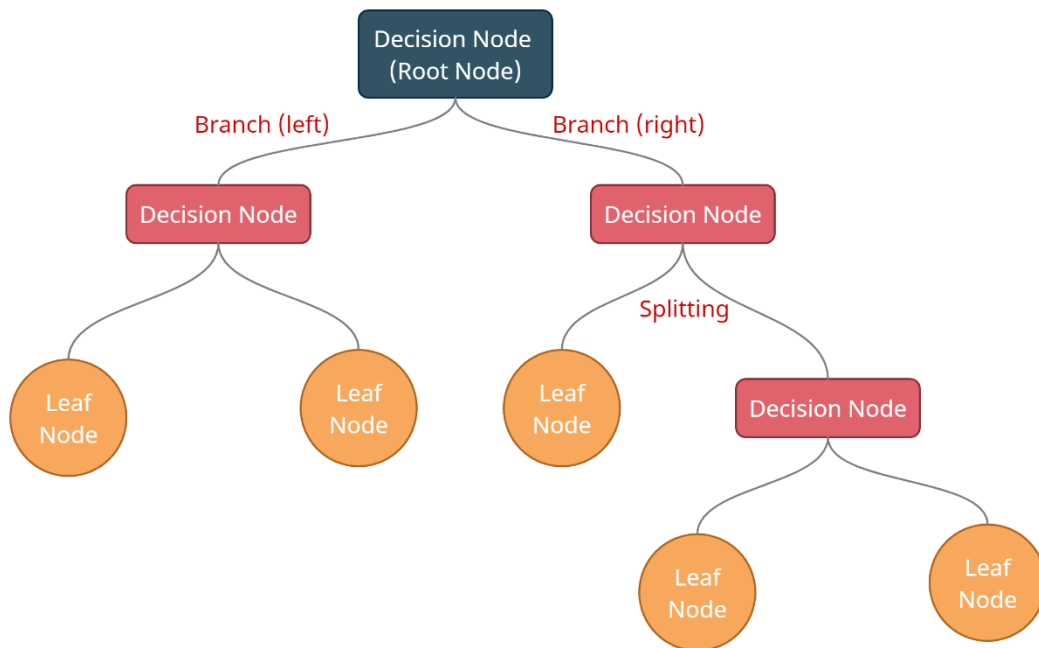 Decision Node
(Root Node)
Branch (left)
Branch (right)
Decision Node
Decision Node
Splitting
Leaf
Node
Leaf
Node
Leaf
Node
Decision Node
Leaf
Node
Leaf
Node